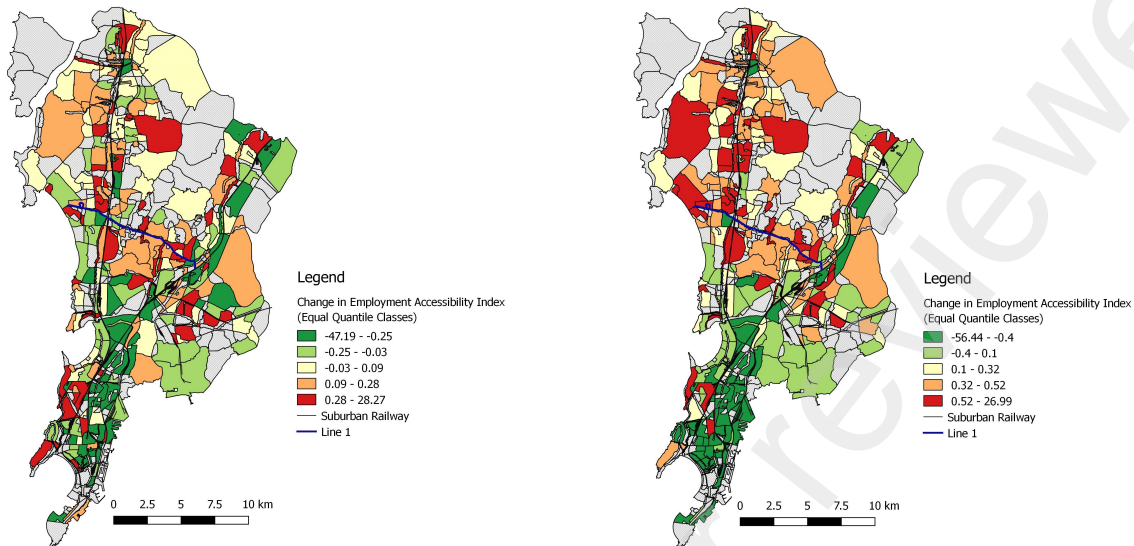 Legend
Change in Employment Accessibility Index
(Equal Quantile Classes)
-47.19 - -0.25
-0.25 - -0.03
-0.03 - 0.09
0.09 - 0.28
0.28 - 28.27
Suburban Railway
Line 1
0 2.5 5 7.5 10 km
Legend
Change in Employment Accessibility Index
(Equal Quantile Classes)
-56.44 - -0.4
-0.4 - 0.1
0.1 - 0.32
0.32 - 0.52
0.52 - 26.99
Suburban Railway
Line 1
0 2.5 5 7.5 10 km
r reviewe